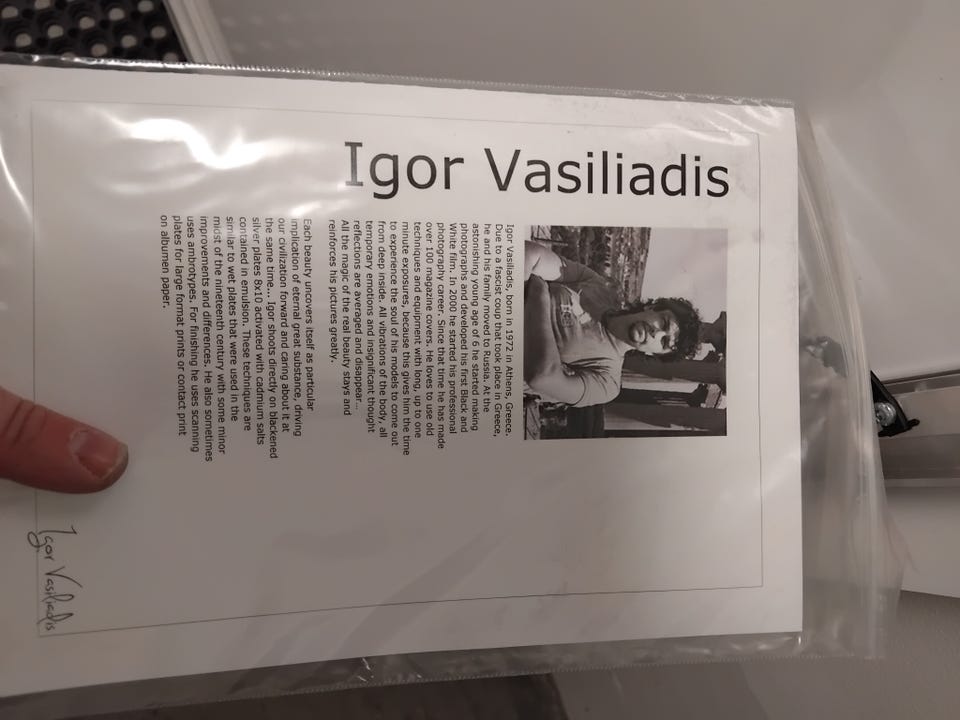 Igor Vasiliadis
Igor Vasiliadis, born in 1972 in Athens, Greece.
Due to a fascist coup that took place in Greece,
he and his family moved to Russia. At the
astonishing young age of 6 he started making
photographs and developed his first Black and
White film. In 2000 he started his professional
photography career. Since that time he has made
over 100 magazine covers. He loves to use old
techniques and equipment with long, up to one
minute exposures, because this gives him the time
to experience the soul of his models to come out
from deep inside. All vibrations of the body, all
temporary emotions and insignificant thought
reflections are averaged and disappear...
All the magic of the real beauty stays and
reinforces his pictures greatly.
Each beauty uncovers itself as particular
implication of eternal great substance, driving
our civilization forward and caring about it at
the same time... Igor shoots directly on blackened
silver plates 8x10 activated with cadmium salts
contained in emulsion. These techniques are
similar to wet plates that were used in the
midst of the nineteenth century with some minor
improvements and differences. He also sometimes
uses ambrotypes. For finishing he uses scanning
plates for large format prints or contact print
on albumen paper.
Igor Vasiliadis